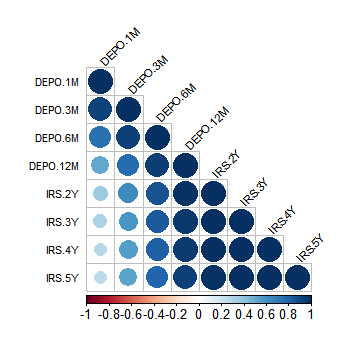 DEPO.1M
DEPO.3M
DEPO.6M
DEPO.12M
IRS.2Y
IRS.3Y
IRS.4Y
IRS.5Y
DEPO.1M
DEPO.3M
DEPO.6M
DEPO.12M
IRS.2Y
IRS.3Y
IRS.4Y
IRS.5Y
-1 -0.8 -0.6 -0.4 -0.2 0 0.2 0.4 0.6 0.8 1